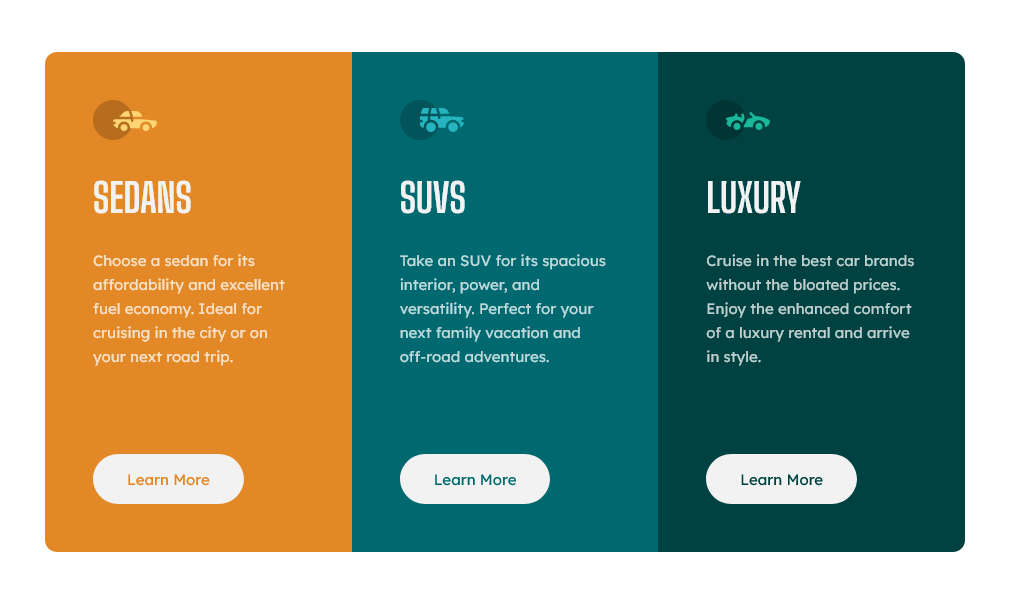 SEDANS
Choose a sedan for its
affordability and excellent
fuel economy. Ideal for
cruising in the city or on
your next road trip.
Learn More
SUVS
Take an SUV for its spacious
interior, power, and
versatility. Perfect for your
next family vacation and
off-road adventures.
Learn More
LUXURY
Cruise in the best car brands
without the bloated prices.
Enjoy the enhanced comfort
of a luxury rental and arrive
in style.
Learn More